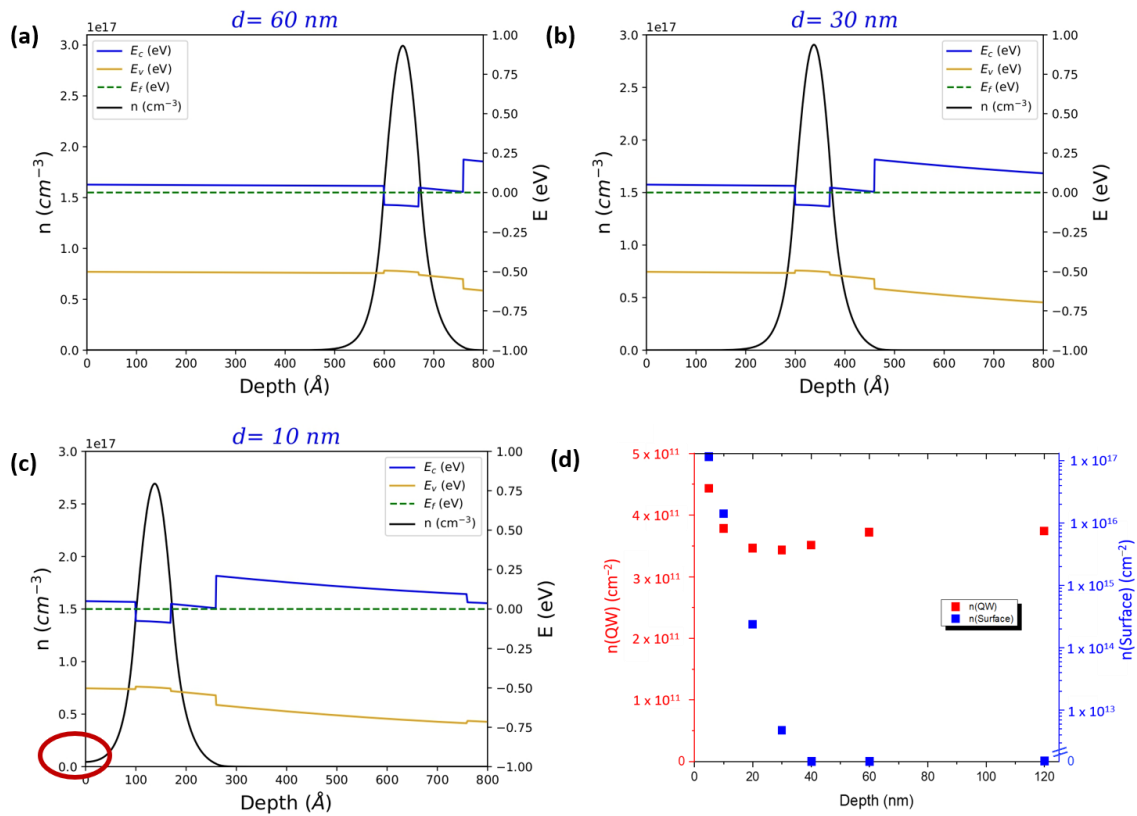 (a)
d= 60 nm
1e17
E_c (eV)
E_v (eV)
E_f (eV)
n (cm⁻³)
3.0
2.5
2.0
1.5
1.0
0.5
0.0
n (cm⁻³)
1.00
0.75
0.50
0.25
0.00
−0.25
−0.50
−0.75
−1.00
E (eV)
0 100 200 300 400 500 600 700 800
Depth (Å)
(b)
d= 30 nm
1e17
E_c (eV)
E_v (eV)
E_f (eV)
n (cm⁻³)
3.0
2.5
2.0
1.5
1.0
0.5
0.0
n (cm⁻³)
1.00
0.75
0.50
0.25
0.00
−0.25
−0.50
−0.75
−1.00
E (eV)
0 100 200 300 400 500 600 700 800
Depth (Å)
(c)
d= 10 nm
1e17
E_c (eV)
E_v (eV)
E_f (eV)
n (cm⁻³)
3.0
2.5
2.0
1.5
1.0
0.5
0.0
n (cm⁻³)
1.00
0.75
0.50
0.25
0.00
−0.25
−0.50
−0.75
−1.00
E (eV)
0 100 200 300 400 500 600 700 800
Depth (Å)
(d)
5 x 10¹¹
4 x 10¹¹
3 x 10¹¹
2 x 10¹¹
1 x 10¹¹
0
n(QW) (cm⁻²)
n(QW)
n(Surface)
1 x 10¹⁷
1 x 10¹⁶
1 x 10¹⁵
1 x 10¹⁴
1 x 10¹³
0
n(Surface) (cm⁻²)
0 20 40 60 80 100 120
Depth (nm)